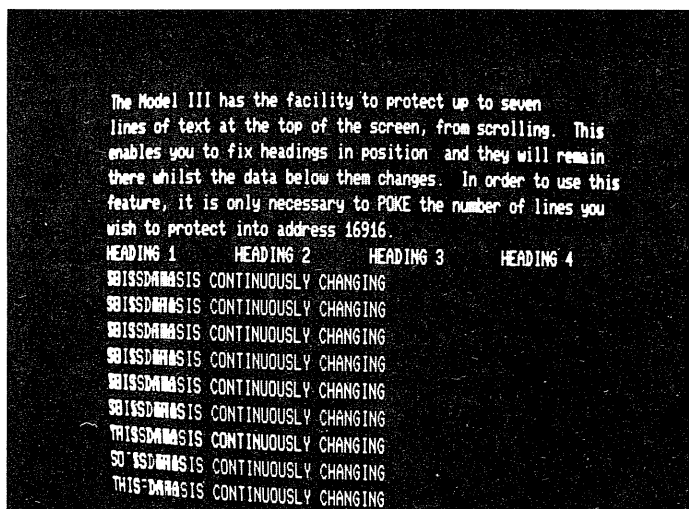 The Model III has the facility to protect up to seven
lines of text at the top of the screen, from scrolling. This
enables you to fix headings in position and they will remain
there whilst the data below them changes. In order to use this
feature, it is only necessary to POKE the number of lines you
wish to protect into address 16916.
HEADING 1 HEADING 2 HEADING 3 HEADING 4
CONTINUOUSLY CHANGING
CONTINUOUSLY CHANGING
CONTINUOUSLY CHANGING
CONTINUOUSLY CHANGING
CONTINUOUSLY CHANGING
CONTINUOUSLY CHANGING
CONTINUOUSLY CHANGING
CONTINUOUSLY CHANGING
CONTINUOUSLY CHANGING